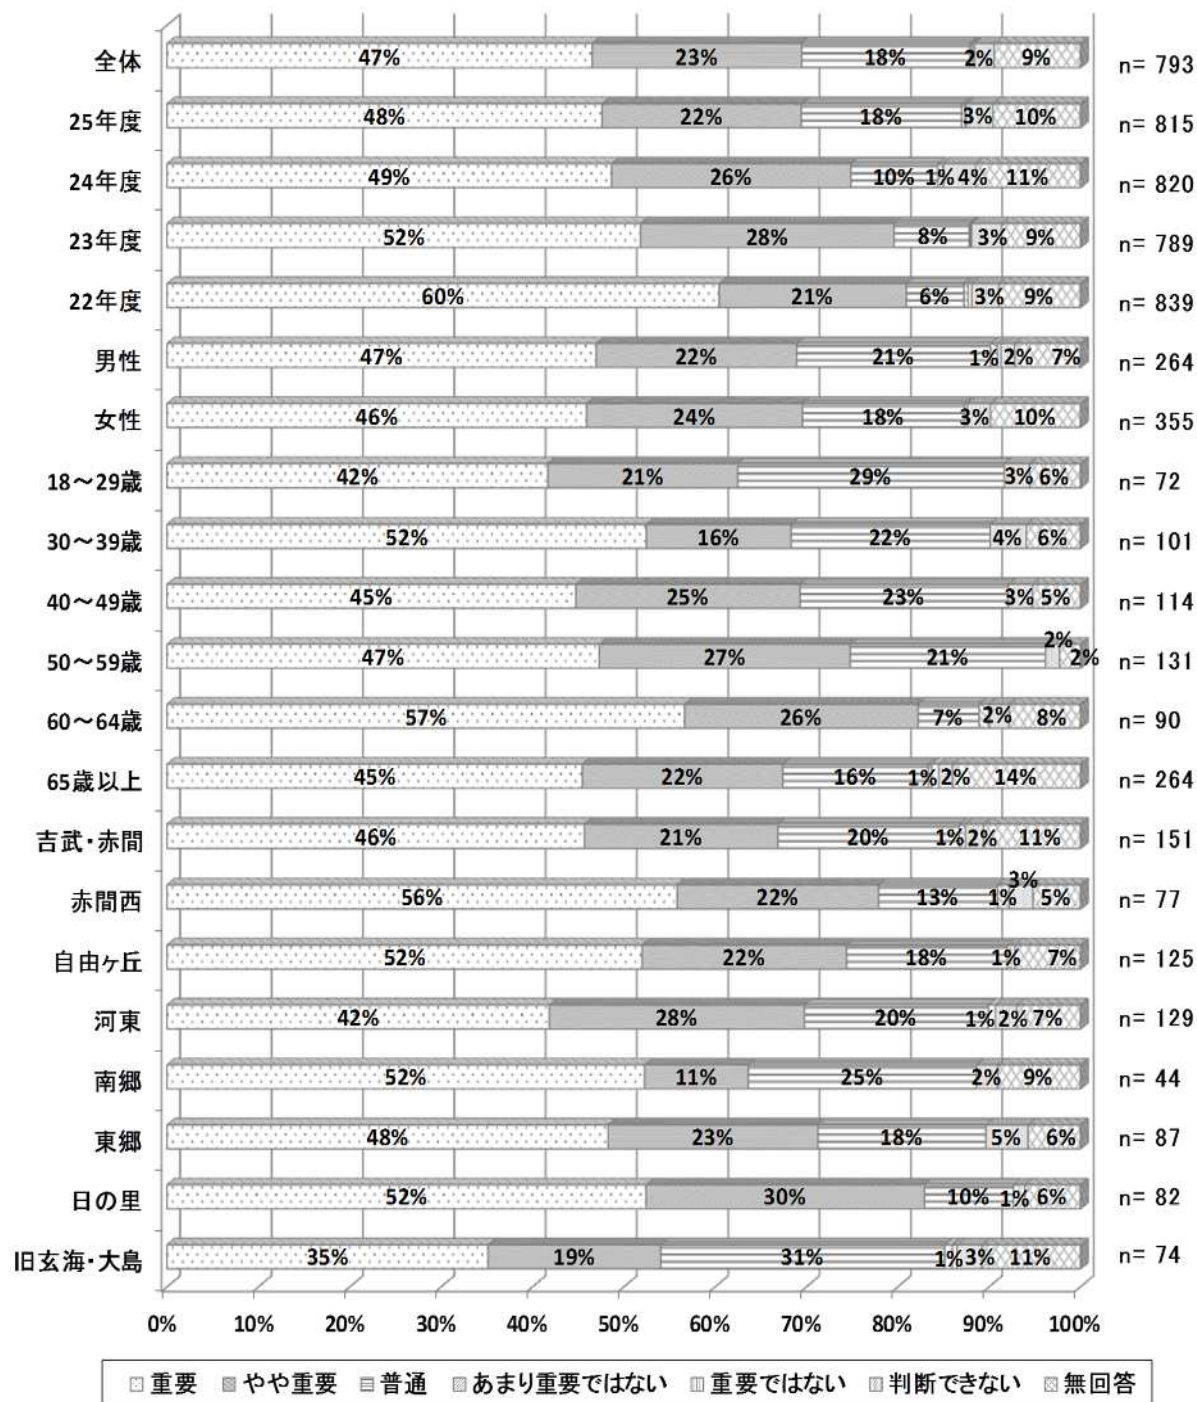 全体 47% 23% 18% 2% 9% n= 793
25年度 48% 22% 18% 3% 10% n= 815
24年度 49% 26% 10% 1% 4% 11% n= 820
23年度 52% 28% 8% 3% 9% n= 789
22年度 60% 21% 6% 3% 9% n= 839
男性 47% 22% 21% 1% 2% 7% n= 264
女性 46% 24% 18% 3% 10% n= 355
18～29歳 42% 21% 29% 3% 6% n= 72
30～39歳 52% 16% 22% 4% 6% n= 101
40～49歳 45% 25% 23% 3% 5% n= 114
50～59歳 47% 27% 21% 2% 2% n= 131
60～64歳 57% 26% 7% 2% 8% n= 90
65歳以上 45% 22% 16% 1% 2% 14% n= 264
吉武・赤間 46% 21% 20% 1% 2% 11% n= 151
赤間西 56% 22% 13% 1% 3% 5% n= 77
自由ヶ丘 52% 22% 18% 1% 7% n= 125
河東 42% 28% 20% 1% 2% 7% n= 129
南郷 52% 11% 25% 2% 9% n= 44
東郷 48% 23% 18% 5% 6% n= 87
日の里 52% 30% 10% 1% 6% n= 82
旧玄海・大島 35% 19% 31% 1% 3% 11% n= 74
0% 10% 20% 30% 40% 50% 60% 70% 80% 90% 100%
重要 やや重要 普通 あまり重要ではない 重要ではない 判断できない 無回答